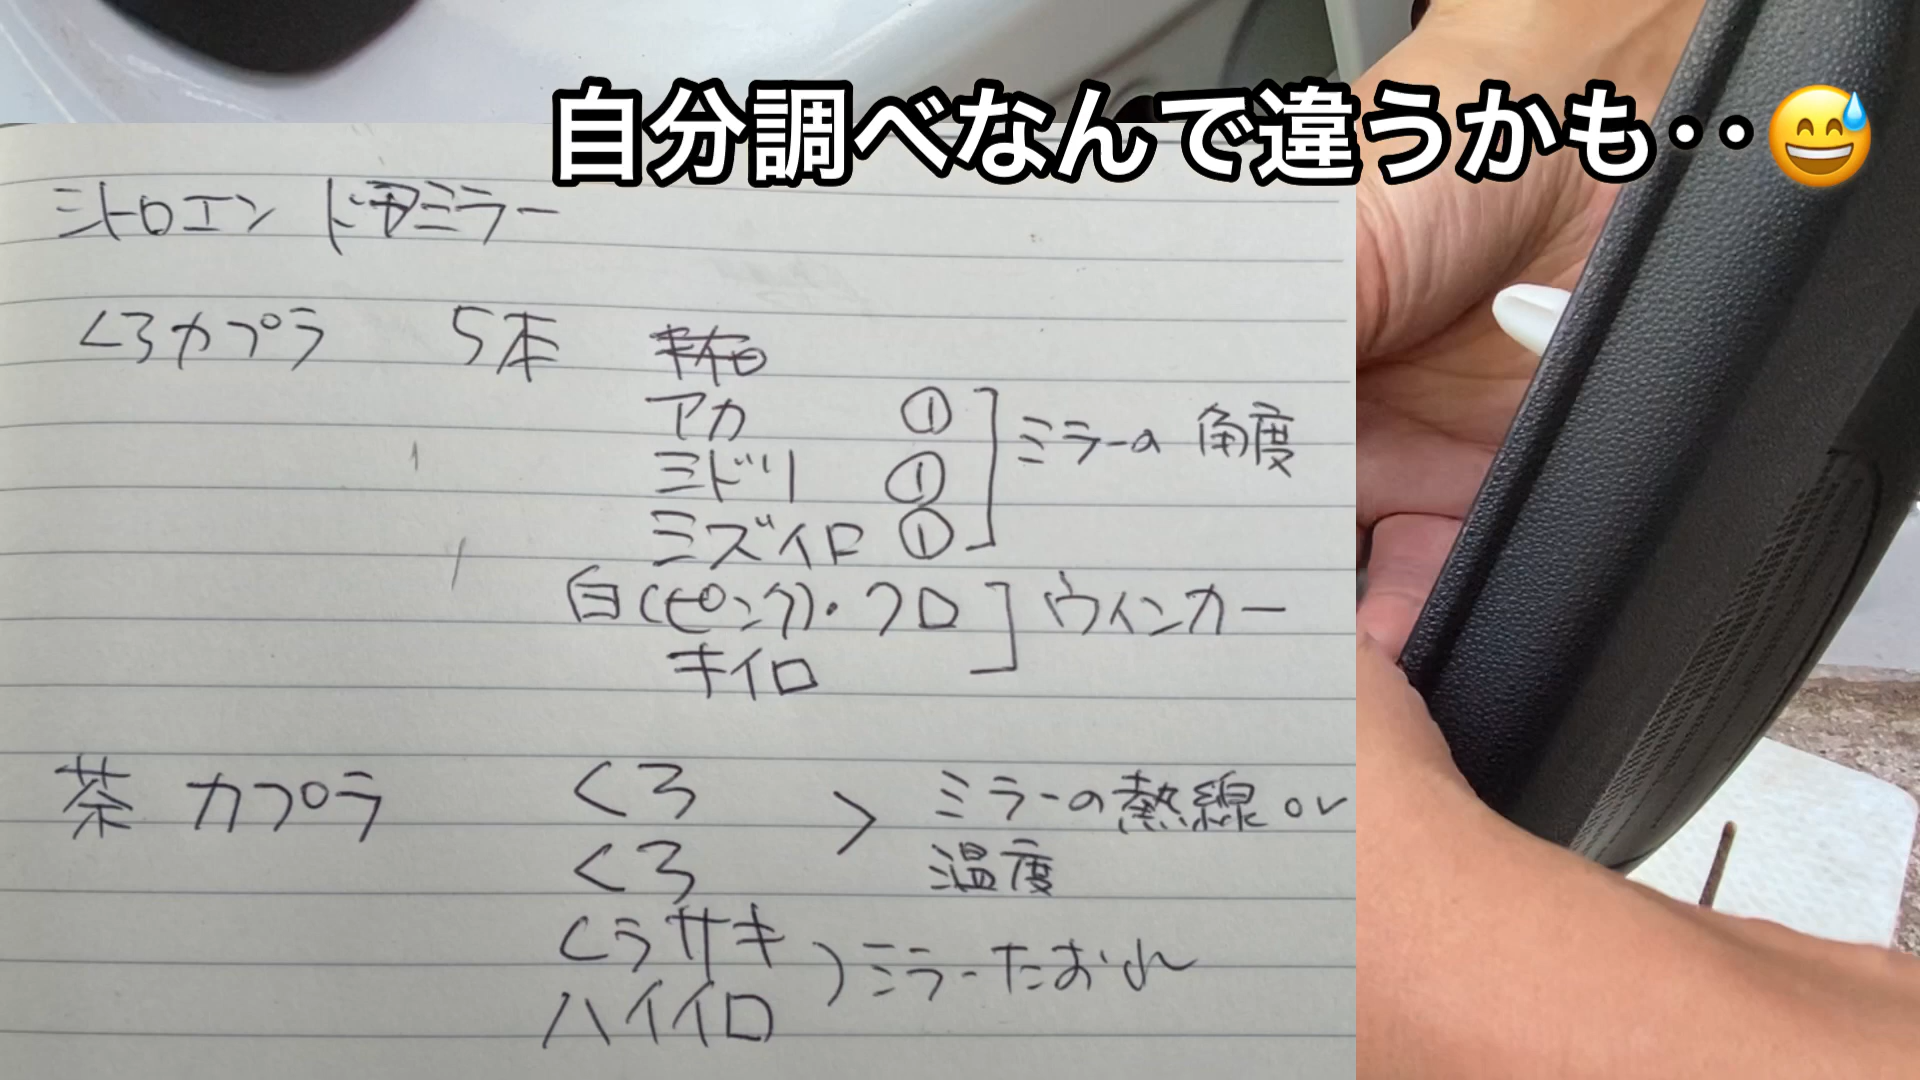 自分調べなんで違うかも‥😅
シトロエン ドアミラー
くろカプラ 5本
アカ ① ミラーの 角度
ミドリ ①
ミズイロ ①
白(ピンク)・クロ ウィンカー
キイロ
茶 カプラ くろ ミラーの熱線 or
くろ 温度
ハイイロ ミラーたおれ